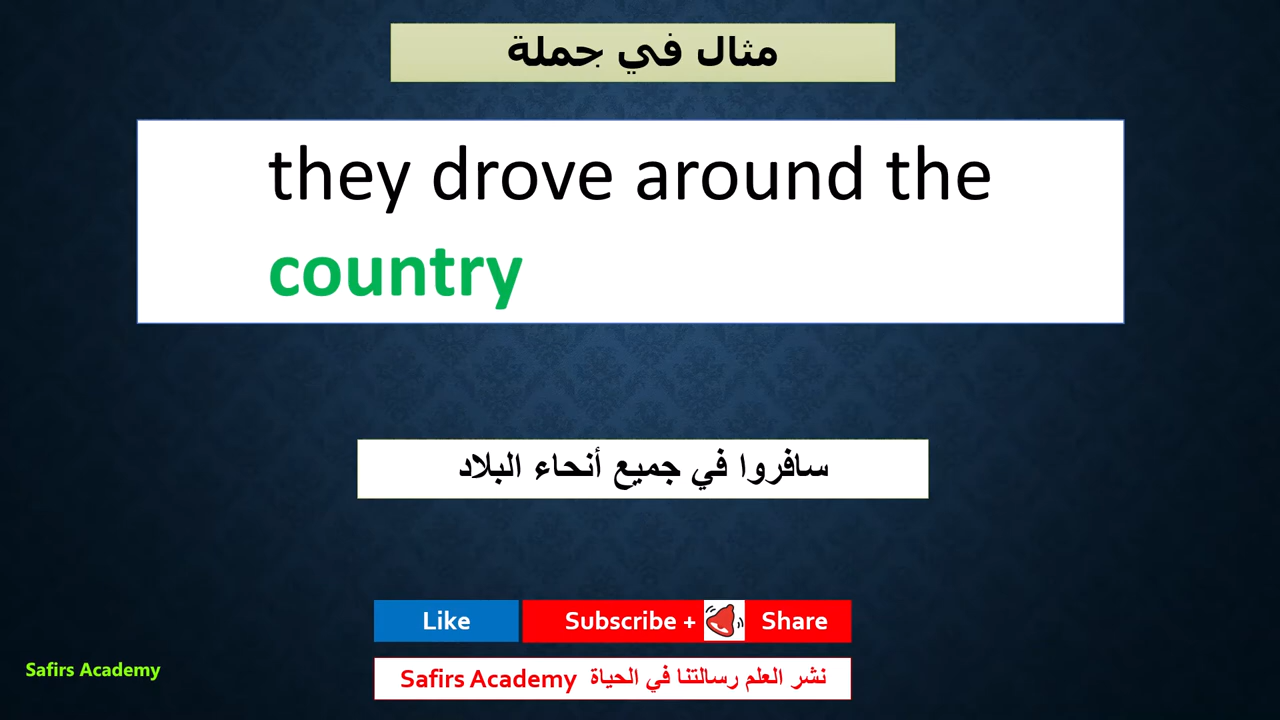 مثال في جملة
they drove around the
country
سافروا في جميع أنحاء البلاد
Like Subscribe + Share
Safirs Academy
Safirs Academy نشر العلم رسالتنا في الحياة